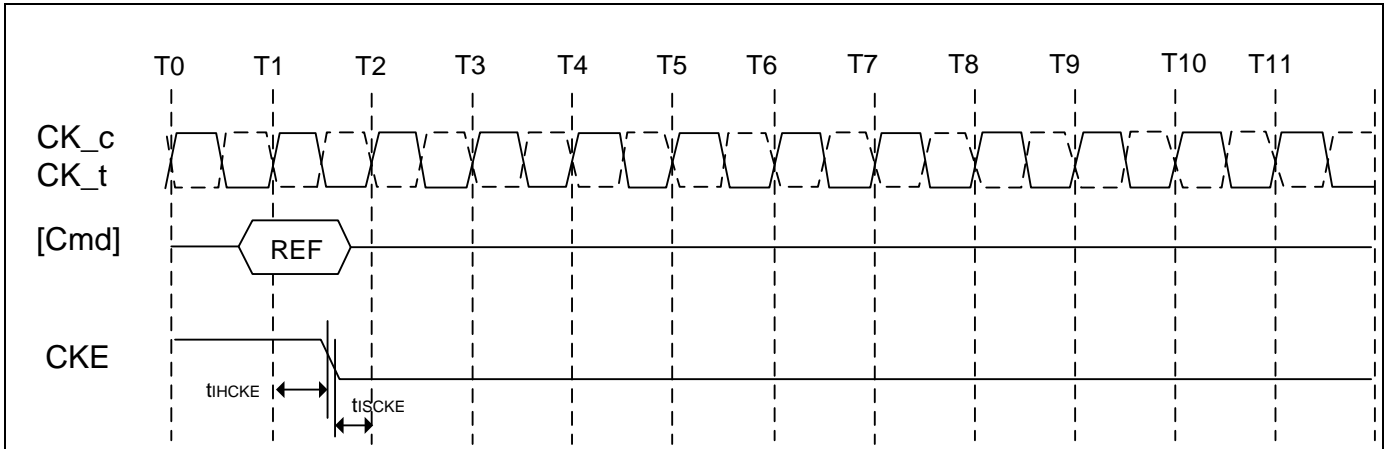 T0 T1 T2 T3 T4 T5 T6 T7 T8 T9 T10 T11
CK_c
CK_t
[Cmd] REF
CKE
tIHCKE
tISCKE